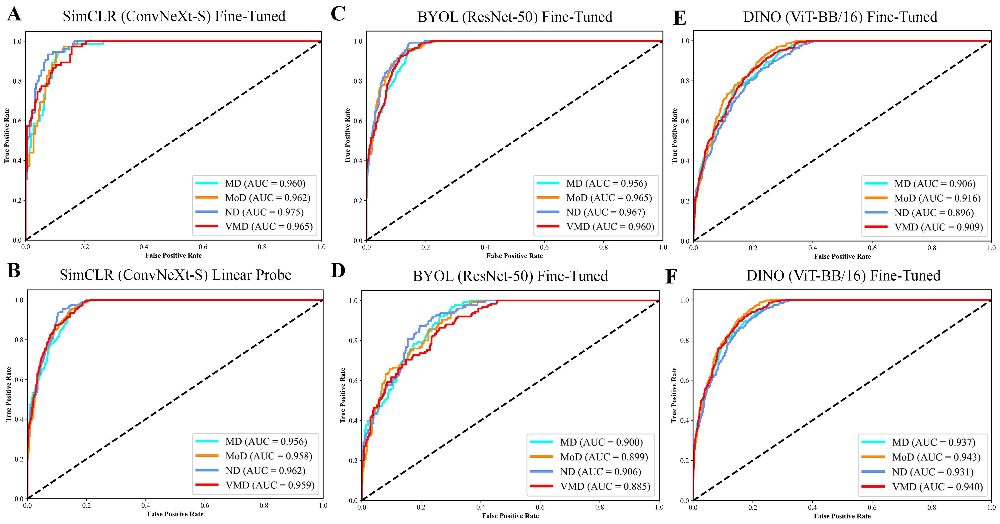 A
SimCLR (ConvNeXt-S) Fine-Tuned
1.0
0.8
0.6
0.4
0.2
0.0
True Positive Rate
MD (AUC = 0.960)
MoD (AUC = 0.962)
ND (AUC = 0.975)
VMD (AUC = 0.965)
0.0 0.2 0.4 0.6 0.8 1.0
False Positive Rate
C
BYOL (ResNet-50) Fine-Tuned
1.0
0.8
0.6
0.4
0.2
0.0
True Positive Rate
MD (AUC = 0.956)
MoD (AUC = 0.965)
ND (AUC = 0.967)
VMD (AUC = 0.960)
0.0 0.2 0.4 0.6 0.8 1.0
False Positive Rate
E
DINO (ViT-BB/16) Fine-Tuned
1.0
0.8
0.6
0.4
0.2
0.0
True Positive Rate
MD (AUC = 0.906)
MoD (AUC = 0.916)
ND (AUC = 0.896)
VMD (AUC = 0.909)
0.0 0.2 0.4 0.6 0.8 1.0
False Positive Rate
B
SimCLR (ConvNeXt-S) Linear Probe
1.0
0.8
0.6
0.4
0.2
0.0
True Positive Rate
MD (AUC = 0.956)
MoD (AUC = 0.958)
ND (AUC = 0.962)
VMD (AUC = 0.959)
0.0 0.2 0.4 0.6 0.8 1.0
False Positive Rate
D
BYOL (ResNet-50) Fine-Tuned
1.0
0.8
0.6
0.4
0.2
0.0
True Positive Rate
MD (AUC = 0.900)
MoD (AUC = 0.899)
ND (AUC = 0.906)
VMD (AUC = 0.885)
0.0 0.2 0.4 0.6 0.8 1.0
False Positive Rate
F
DINO (ViT-BB/16) Fine-Tuned
1.0
0.8
0.6
0.4
0.2
0.0
True Positive Rate
MD (AUC = 0.937)
MoD (AUC = 0.943)
ND (AUC = 0.931)
VMD (AUC = 0.940)
0.0 0.2 0.4 0.6 0.8 1.0
False Positive Rate